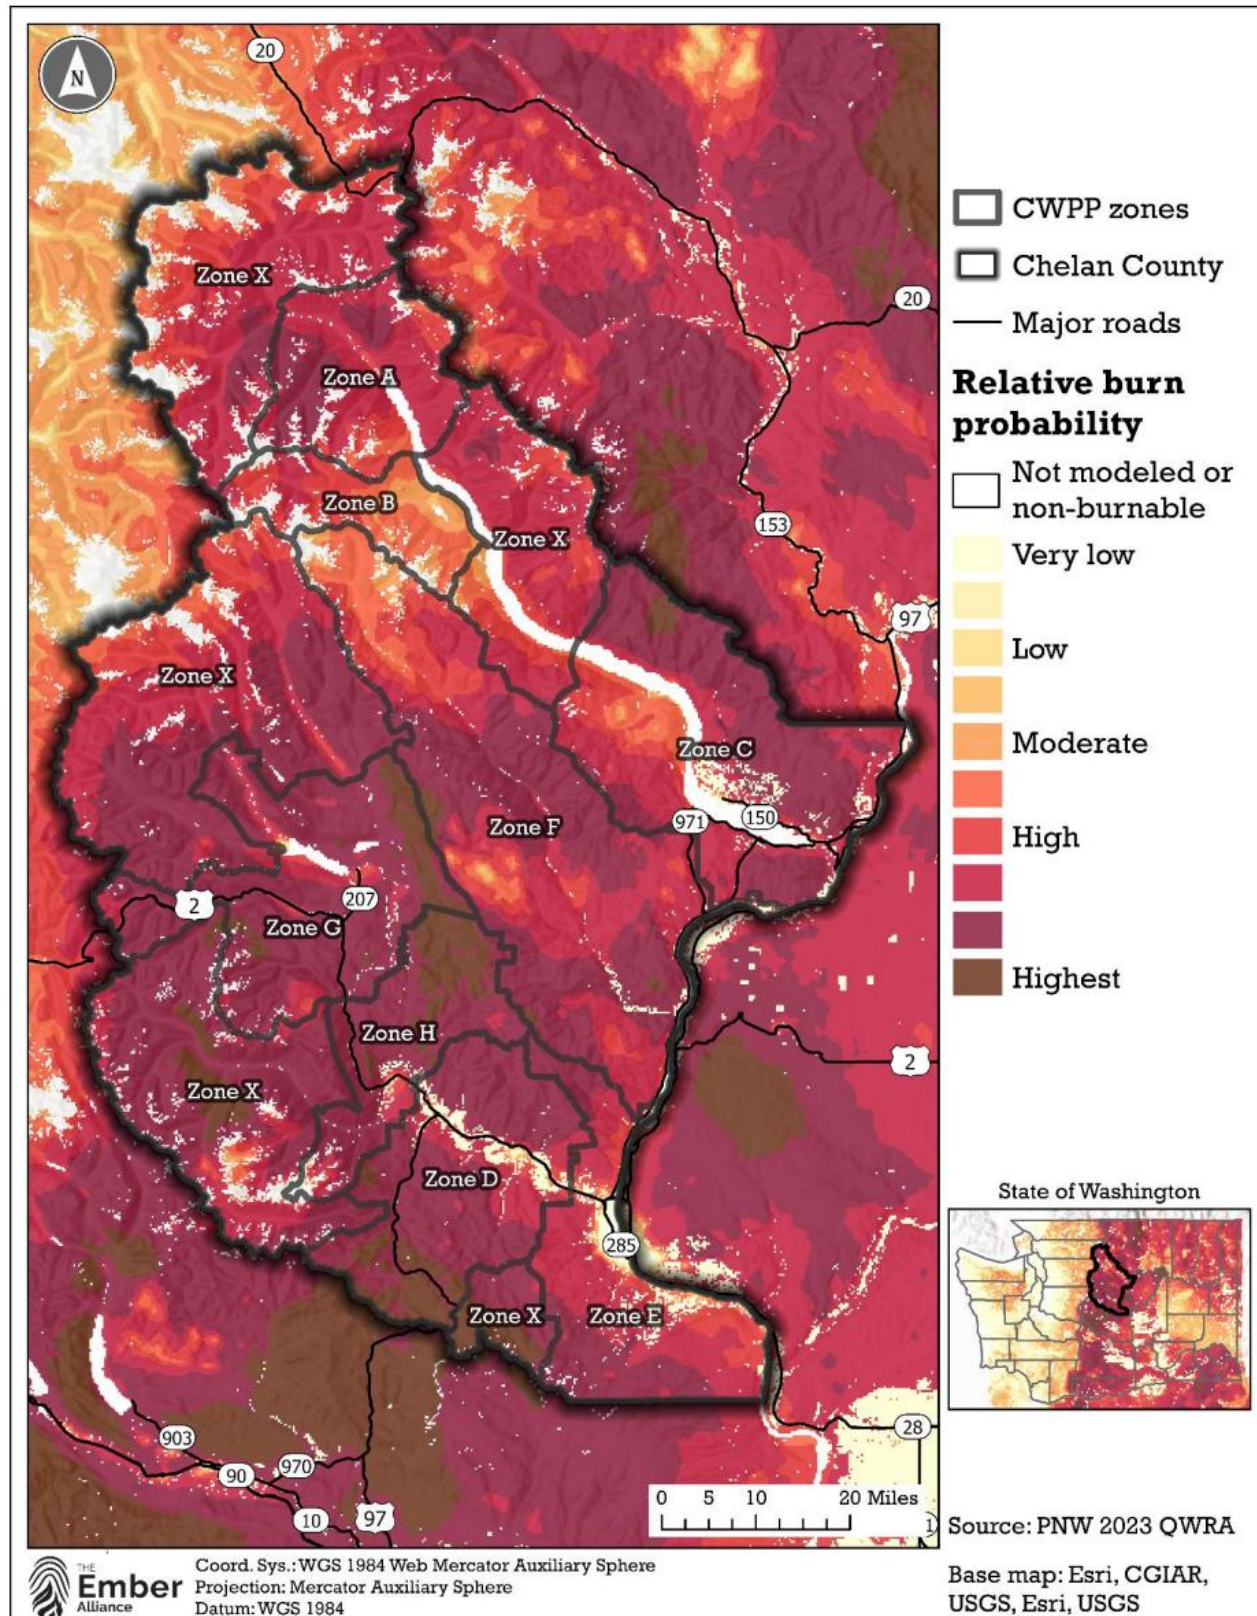 N
20
Zone X
Zone A
20
Zone B
Zone X
153
97
Zone X
Zone C
150
971
Zone F
207
2
Zone G
Zone H
2
Zone X
Zone D
285
Zone X
Zone E
903
90
970
10
97
28
1
0 5 10 20 Miles
CWPP zones
Chelan County
Major roads
Relative burn
probability
Not modeled or
non-burnable
Very low
Low
Moderate
High
Highest
State of Washington
Source: PNW 2023 QWRA
Base map: Esri, CGIAR,
USGS, Esri, USGS
THE
Ember
Alliance
Coord. Sys.: WGS 1984 Web Mercator Auxiliary Sphere
Projection: Mercator Auxiliary Sphere
Datum: WGS 1984